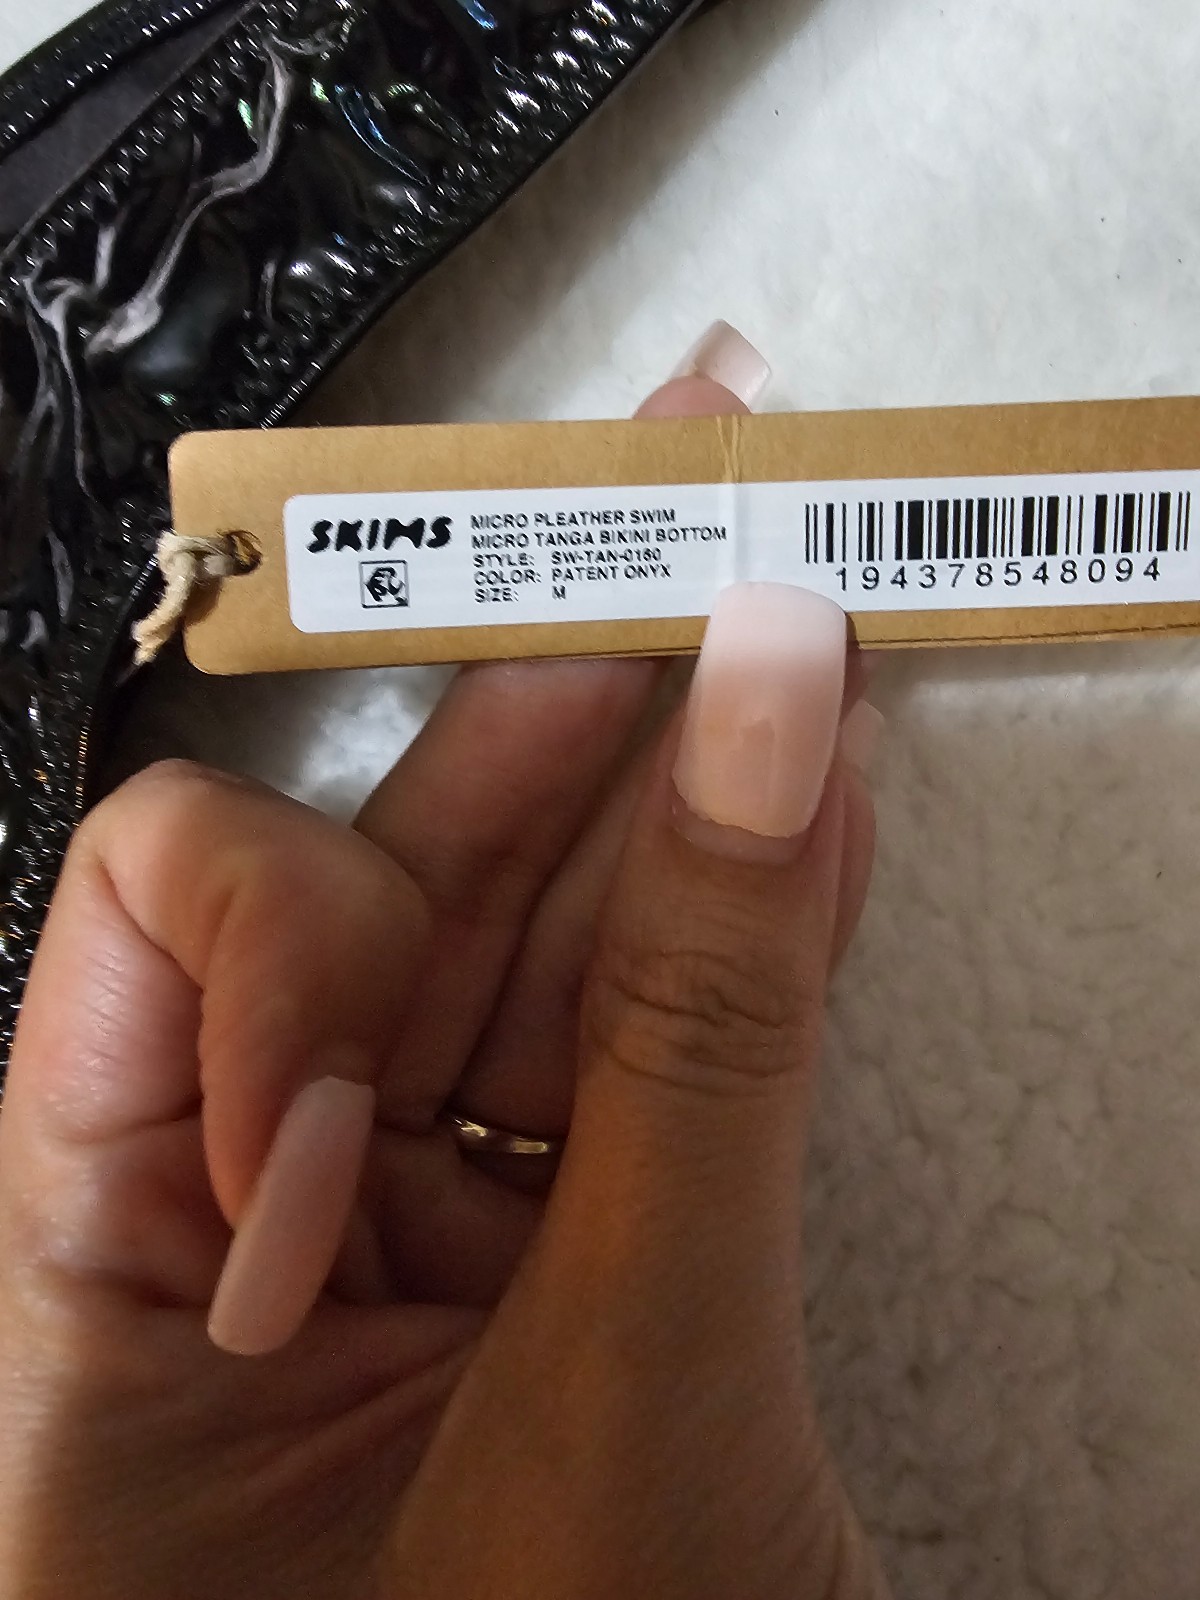 SKIMS
MICRO PLEATHER SWIM
MICRO TANGA BIKINI BOTTOM
STYLE: SW-TAN-0160
COLOR: PATENT ONYX
SIZE: M
194378548094